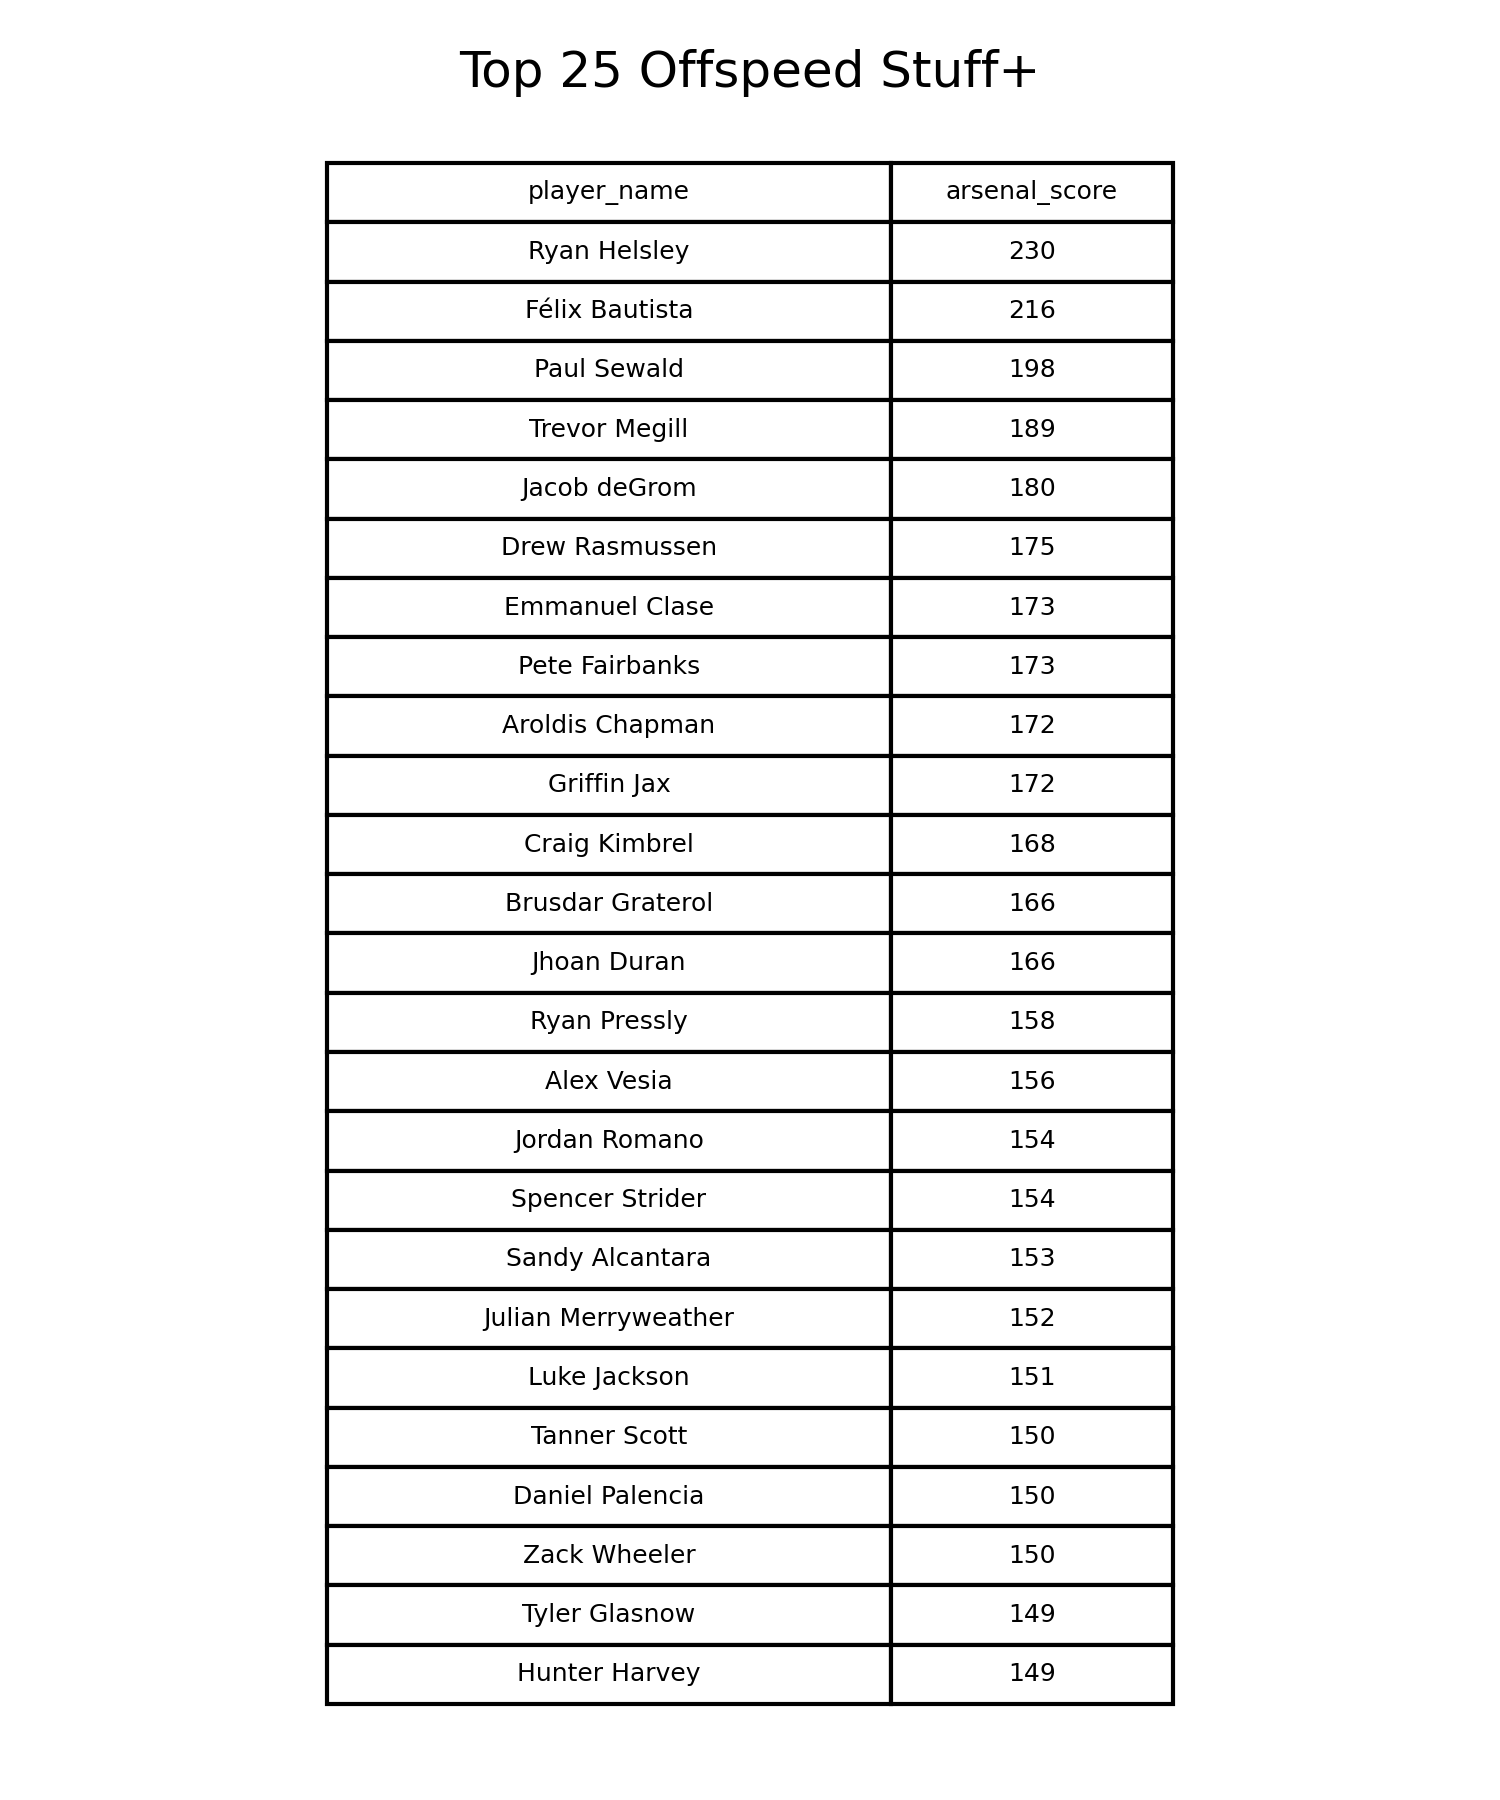 Top 25 Offspeed Stuff+
player_name arsenal_score
Ryan Helsley 230
Félix Bautista 216
Paul Sewald 198
Trevor Megill 189
Jacob deGrom 180
Drew Rasmussen 175
Emmanuel Clase 173
Pete Fairbanks 173
Aroldis Chapman 172
Griffin Jax 172
Craig Kimbrel 168
Brusdar Graterol 166
Jhoan Duran 166
Ryan Pressly 158
Alex Vesia 156
Jordan Romano 154
Spencer Strider 154
Sandy Alcantara 153
Julian Merryweather 152
Luke Jackson 151
Tanner Scott 150
Daniel Palencia 150
Zack Wheeler 150
Tyler Glasnow 149
Hunter Harvey 149